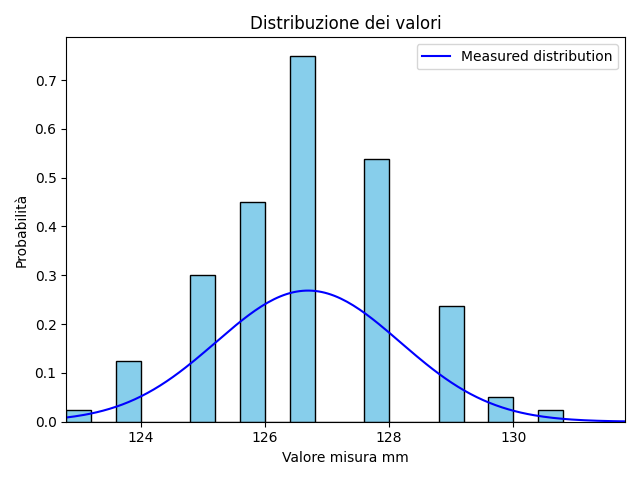 Distribuzione dei valori
Measured distribution
Probabilità
0.7
0.6
0.5
0.4
0.3
0.2
0.1
0.0
124 126 128 130
Valore misura mm